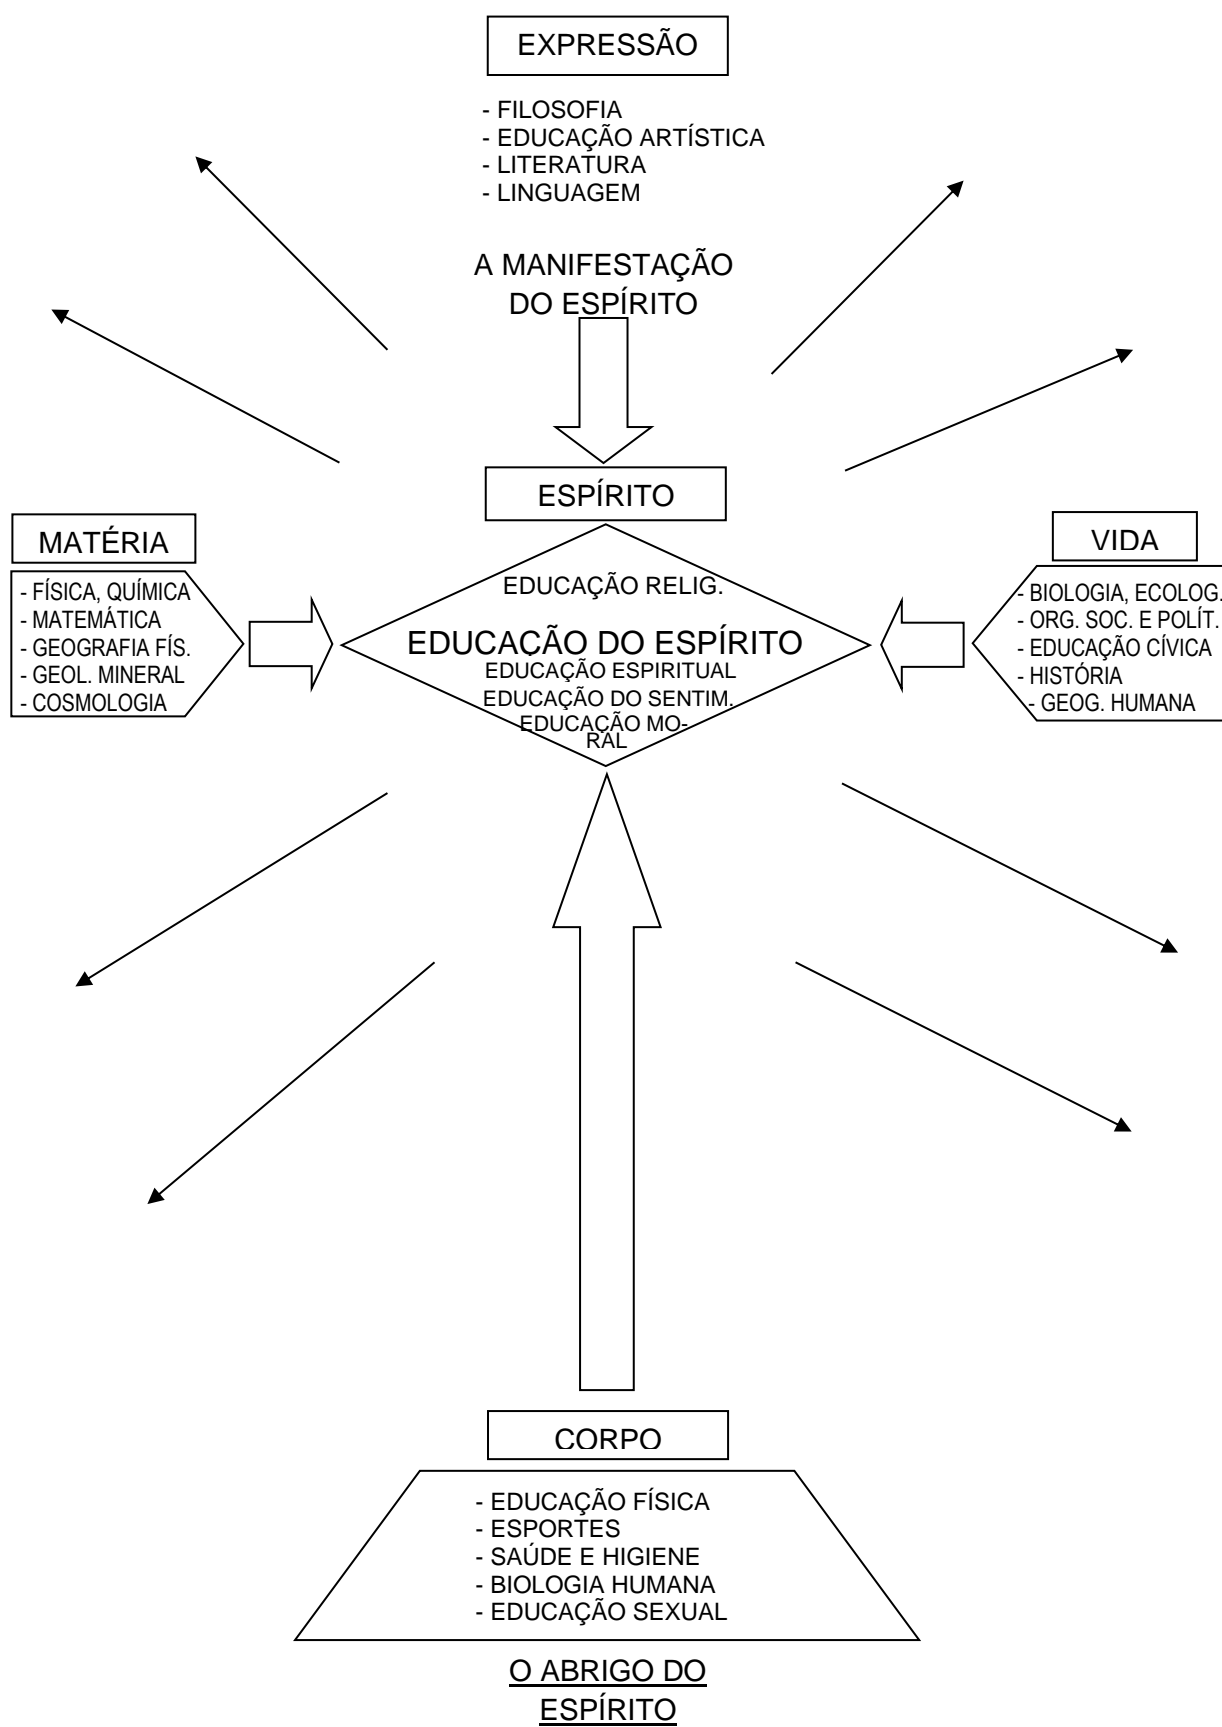 EXPRESSÃO
- FILOSOFIA
- EDUCAÇÃO ARTÍSTICA
- LITERATURA
- LINGUAGEM
A MANIFESTAÇÃO
DO ESPÍRITO
ESPÍRITO
MATÉRIA
- FÍSICA, QUÍMICA
- MATEMÁTICA
- GEOGRAFIA FÍS.
- GEOL. MINERAL
- COSMOLOGIA
EDUCAÇÃO RELIG.
EDUCAÇÃO DO ESPÍRITO
EDUCAÇÃO ESPIRITUAL
EDUCAÇÃO DO SENTIM.
EDUCAÇÃO MO-
RAL
VIDA
- BIOLOGIA, ECOLOG.
- ORG. SOC. E POLÍT.
- EDUCAÇÃO CÍVICA
- HISTÓRIA
- GEOG. HUMANA
CORPO
- EDUCAÇÃO FÍSICA
- ESPORTES
- SAÚDE E HIGIENE
- BIOLOGIA HUMANA
- EDUCAÇÃO SEXUAL
O ABRIGO DO
ESPÍRITO